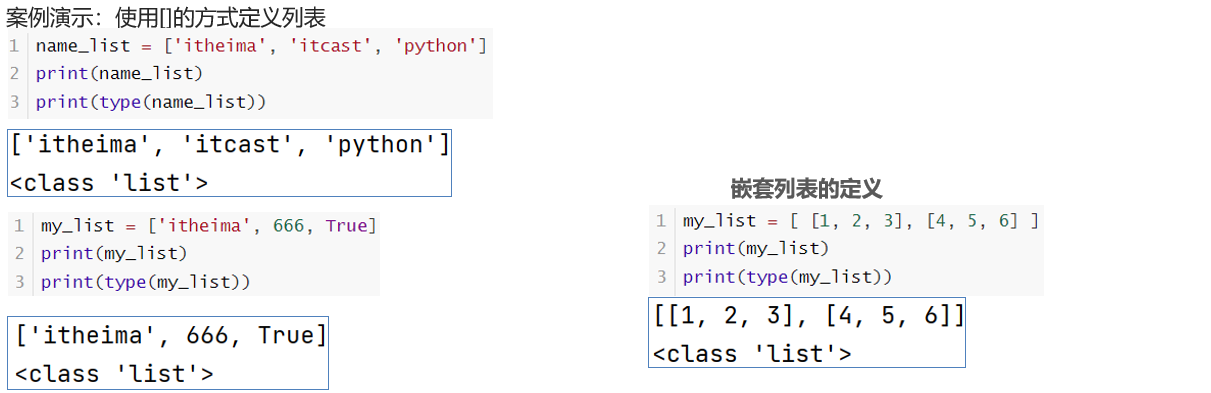 案例演示：使用[]的方式定义列表
1 name_list = ['itheima', 'itcast', 'python']
2 print(name_list)
3 print(type(name_list))
['itheima', 'itcast', 'python']
<class 'list'>
1 my_list = ['itheima', 666, True]
2 print(my_list)
3 print(type(my_list))
['itheima', 666, True]
<class 'list'>
嵌套列表的定义
1 my_list = [ [1, 2, 3], [4, 5, 6] ]
2 print(my_list)
3 print(type(my_list))
[[1, 2, 3], [4, 5, 6]]
<class 'list'>